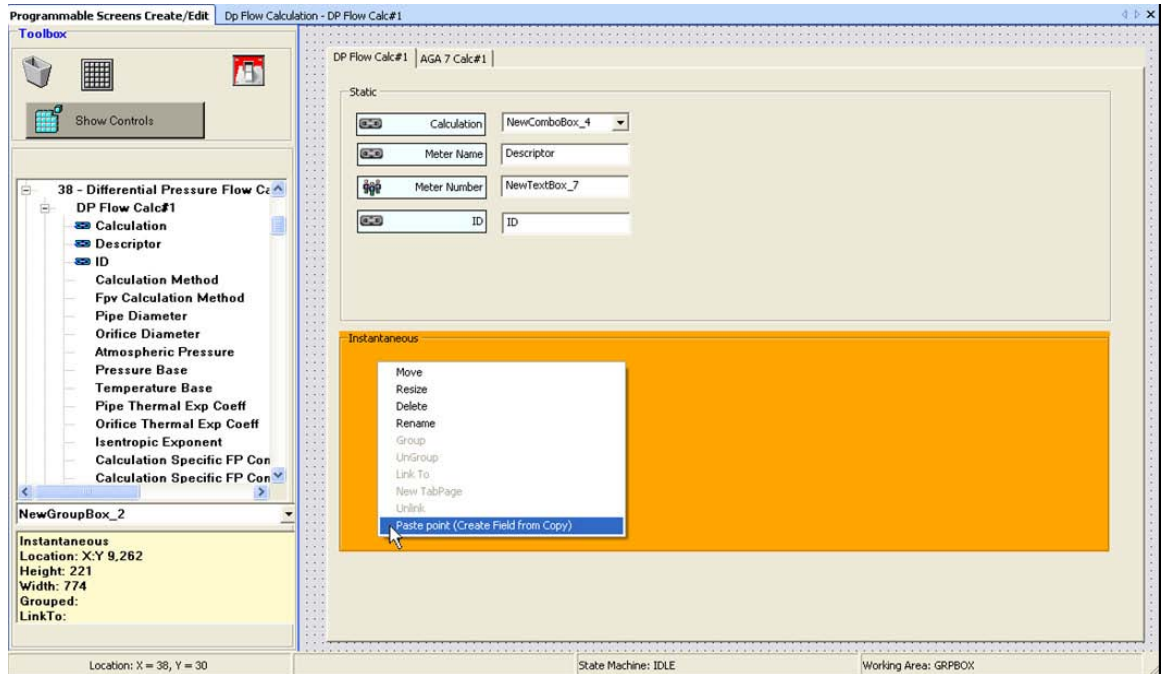 Programmable Screens Create/Edit
Dp Flow Calculation - DP Flow Calc#1
Toolbox
Show Controls
38 - Differential Pressure Flow Ca
DP Flow Calc#1
Calculation
Descriptor
ID
Calculation Method
Fpv Calculation Method
Pipe Diameter
Orifice Diameter
Atmospheric Pressure
Pressure Base
Temperature Base
Pipe Thermal Exp Coeff
Orifice Thermal Exp Coeff
Isentropic Exponent
Calculation Specific FP Con
Calculation Specific FP Con
NewGroupBox_2
Instantaneous
Location: X:Y 9,262
Height: 221
Width: 774
Grouped:
LinkTo:
DP Flow Calc#1
AGA 7 Calc#1
Static
Calculation NewComboBox_4
Meter Name Descriptor
Meter Number NewTextBox_7
ID ID
Instantaneous
Move
Resize
Delete
Rename
Group
UnGroup
Link To
New TabPage
Unlink
Paste point (Create Field from Copy)
Location: X = 38, Y = 30
State Machine: IDLE
Working Area: GRPBOX